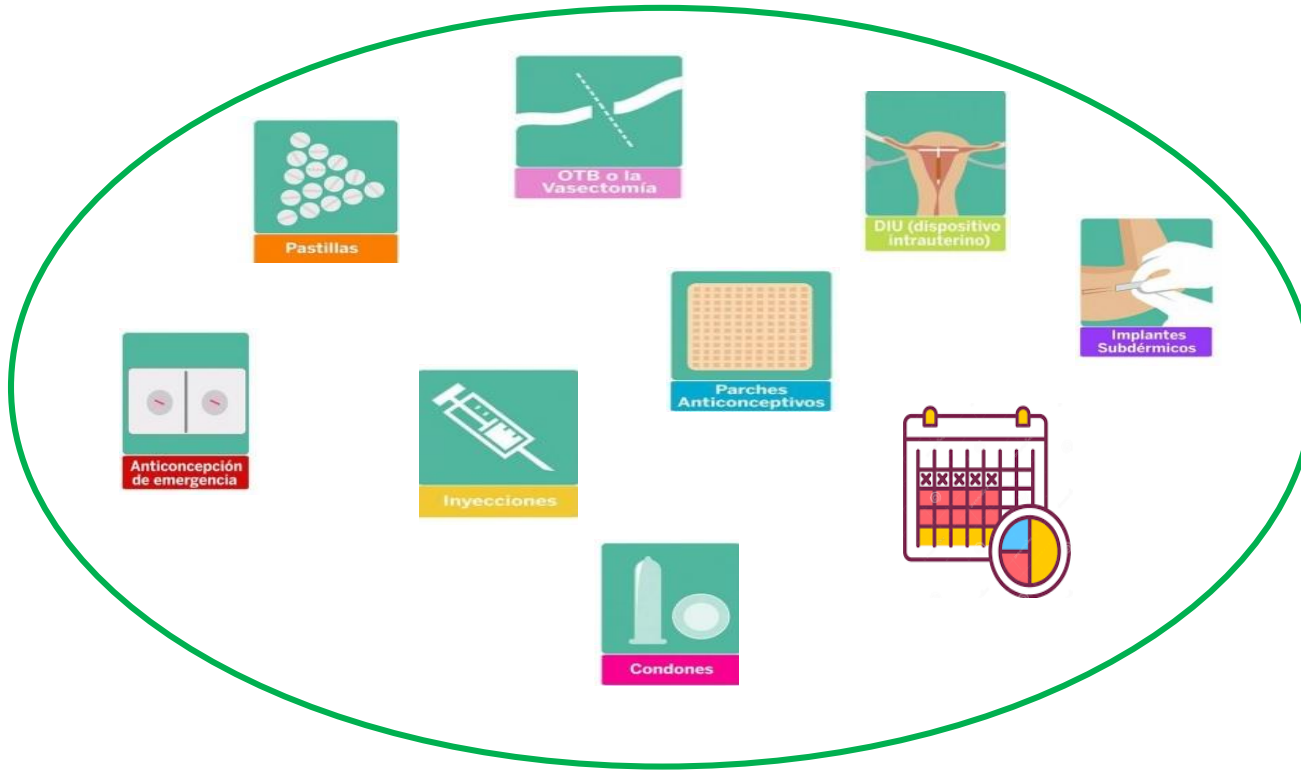 OTB o la
Vasectomía
Pastillas
DIU (dispositivo
intrauterino)
Implantes
Subdérmicos
Parches
Anticonceptivos
Anticoncepción
de emergencia
Inyecciones
Condones